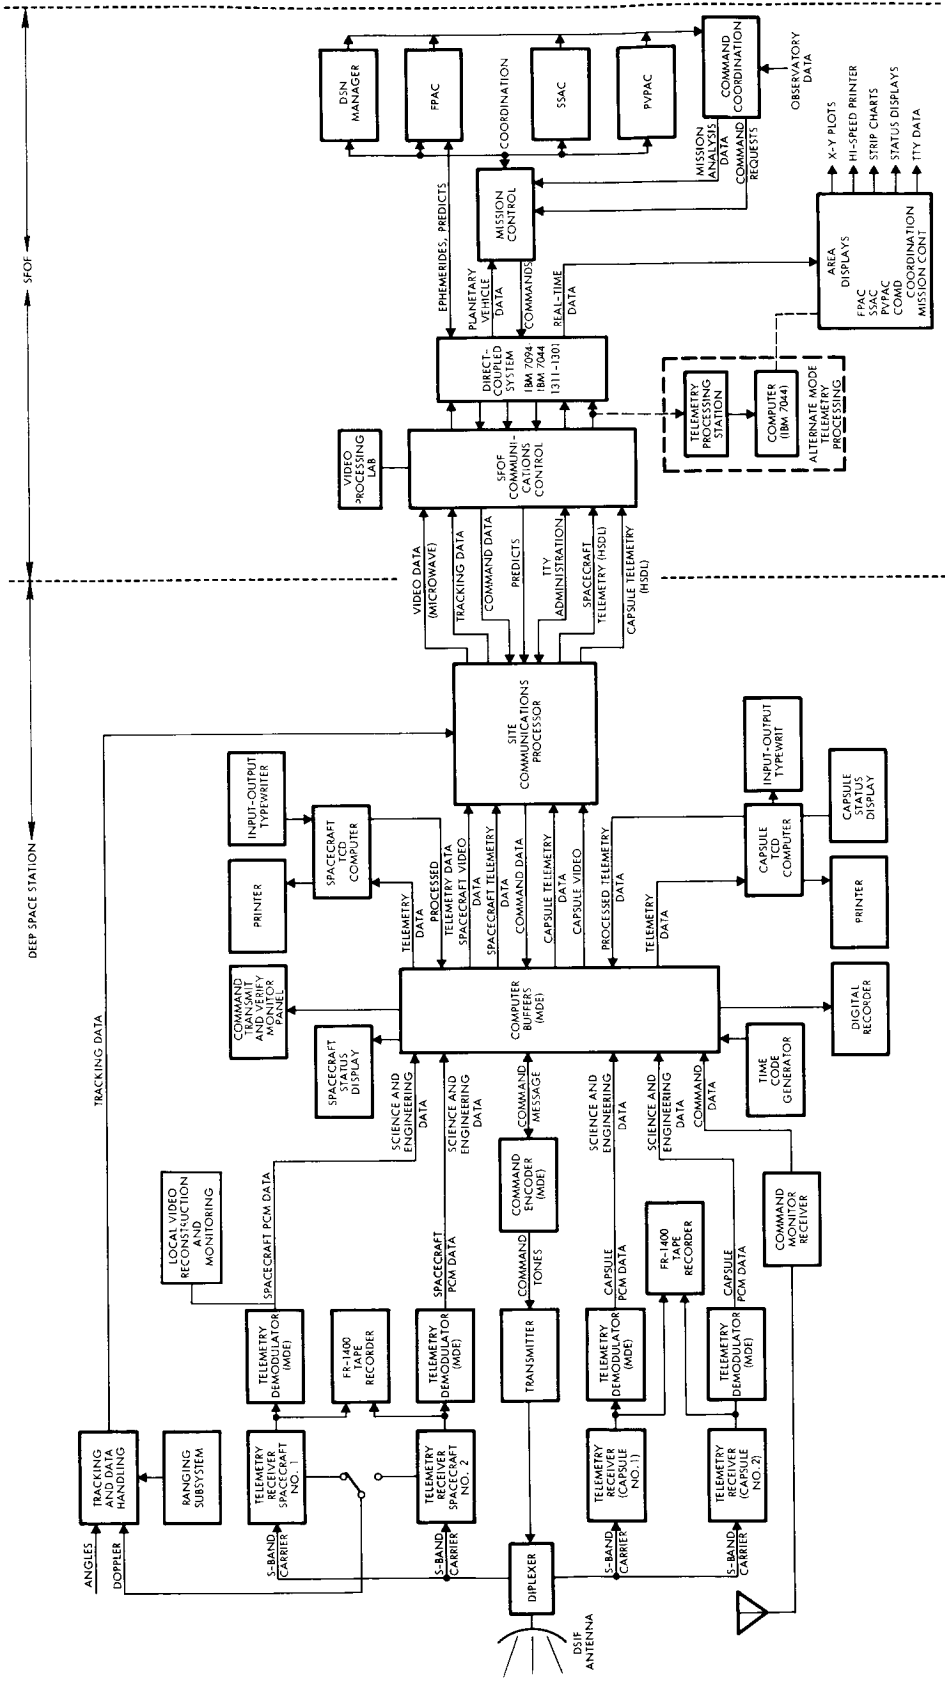 DEEP SPACE STATION
SFOF
ANGLES
DOPPLER
TRACKING
AND DATA
HANDLING
TRACKING DATA
RANGING
SUBSYSTEM
LOCAL VIDEO
RECONSTRUCTION
AND
MONITORING
S-BAND
CARRIER
TELEMETRY
RECEIVER
SPACECRAFT
NO. 1
TELEMETRY
DEMODULATOR
(MDE)
SPACECRAFT PCM DATA
SCIENCE AND
ENGINEERING
DATA
FR-1400
TAPE
RECORDER
S-BAND
CARRIER
TELEMETRY
RECEIVER
SPACECRAFT
NO. 2
TELEMETRY
DEMODULATOR
(MDE)
SPACECRAFT
PCM DATA
SCIENCE AND
ENGINEERING
DATA
DSIF
ANTENNA
DIPLEXER
TRANSMITTER
COMMAND
TONES
COMMAND
ENCODER
(MDE)
COMMAND
MESSAGE
S-BAND
CARRIER
TELEMETRY
RECEIVER
(CAPSULE
NO. 1)
TELEMETRY
DEMODULATOR
(MDE)
CAPSULE
PCM DATA
SCIENCE AND
ENGINEERING
DATA
FR-1400
TAPE
RECORDER
S-BAND
CARRIER
TELEMETRY
RECEIVER
(CAPSULE
NO. 2)
TELEMETRY
DEMODULATOR
(MDE)
CAPSULE
PCM DATA
SCIENCE AND
ENGINEERING
DATA
COMMAND
MONITOR
RECEIVER
COMMAND
DATA
SPACECRAFT
STATUS
DISPLAY
COMMAND
TRANSMIT
AND VERIFY
MONITOR
PANEL
COMPUTER
BUFFERS
(MDE)
TIME
CODE
GENERATOR
DIGITAL
RECORDER
PRINTER
INPUT-OUTPUT
TYPEWRITER
SPACECRAFT
TCD
COMPUTER
TELEMETRY
DATA
PROCESSED
TELEMETRY DATA
SPACECRAFT VIDEO
DATA
SPACECRAFT TELEMETRY
DATA
COMMAND DATA
CAPSULE TELEMETRY
DATA
CAPSULE VIDEO
PROCESSED TELEMETRY
DATA
TELEMETRY
DATA
CAPSULE
TCD
COMPUTER
INPUT-OUTPUT
TYPEWRIT
PRINTER
CAPSULE
STATUS
DISPLAY
SITE
COMMUNICATIONS
PROCESSOR
VIDEO DATA
(MICROWAVE)
TRACKING DATA
COMMAND DATA
PREDICTS
TTY
ADMINISTRATION
SPACECRAFT
TELEMETRY (HSDL)
CAPSULE TELEMETRY
(HSDL)
VIDEO
PROCESSING
LAB
SFOF
COMMUNI-
CATIONS
CONTROL
DIRECT-
COUPLED
SYSTEM
IBM 7094-
IBM 7044
1311-1301
TELEMETRY
PROCESSING
STATION
COMPUTER
(IBM 7044)
ALTERNATE MODE
TELEMETRY
PROCESSING
EPHEMERIDES, PREDICTS
PLANETARY
VEHICLE
DATA
COMMANDS
REAL-TIME
DATA
MISSION
CONTROL
COORDINATION
DSN
MANAGER
FPAC
SSAC
PVPAC
MISSION
ANALYSIS
DATA
COMMAND
REQUESTS
COMMAND
COORDINATION
OBSERVATORY
DATA
AREA
DISPLAYS
FPAC
SSAC
PVPAC
COMD
COORDINATION
MISSION CONT
X-Y PLOTS
HI-SPEED PRINTER
STRIP CHARTS
STATUS DISPLAYS
TTY DATA